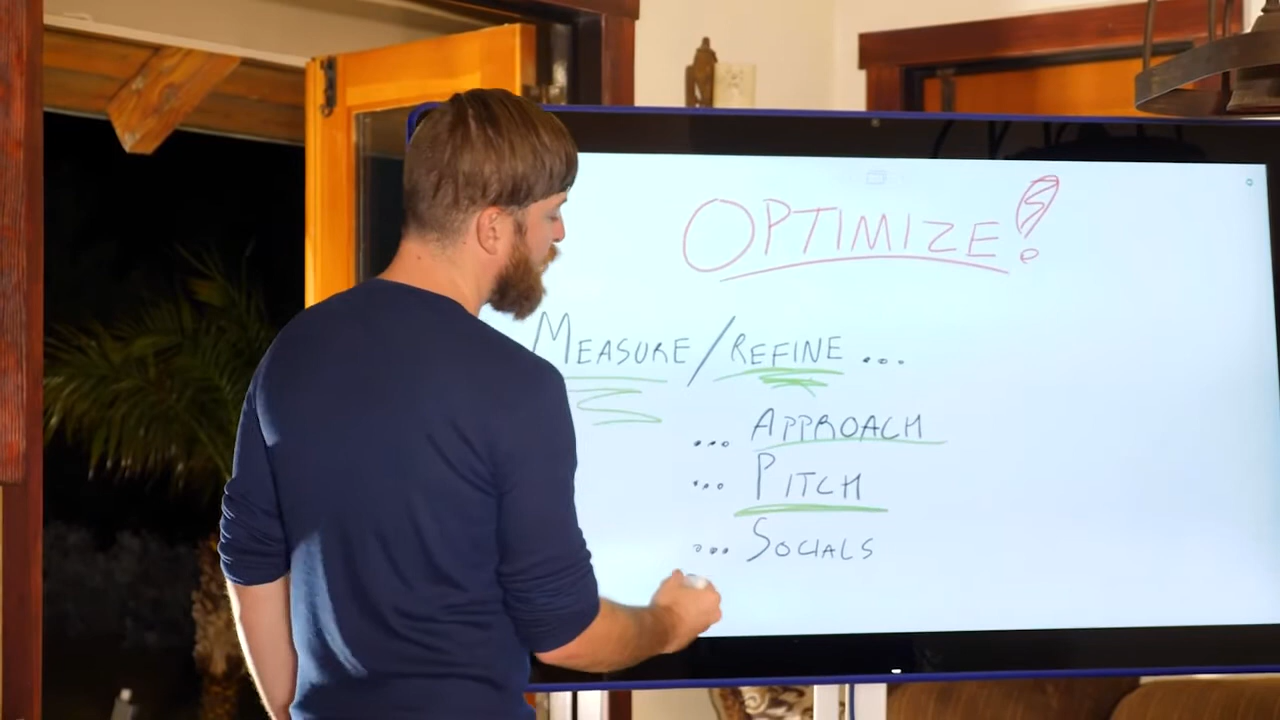 OPTIMIZE!
MEASURE/REFINE...
...APPROACH
...PITCH
...SOCIALS